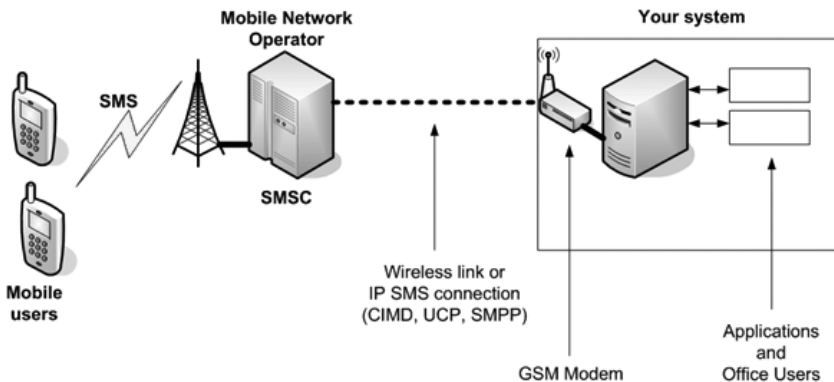 Mobile Network
Operator
Your system
SMS
SMSC
Mobile
users
Wireless link or
IP SMS connection
(CIMD, UCP, SMPP)
GSM Modem
Applications
and
Office Users